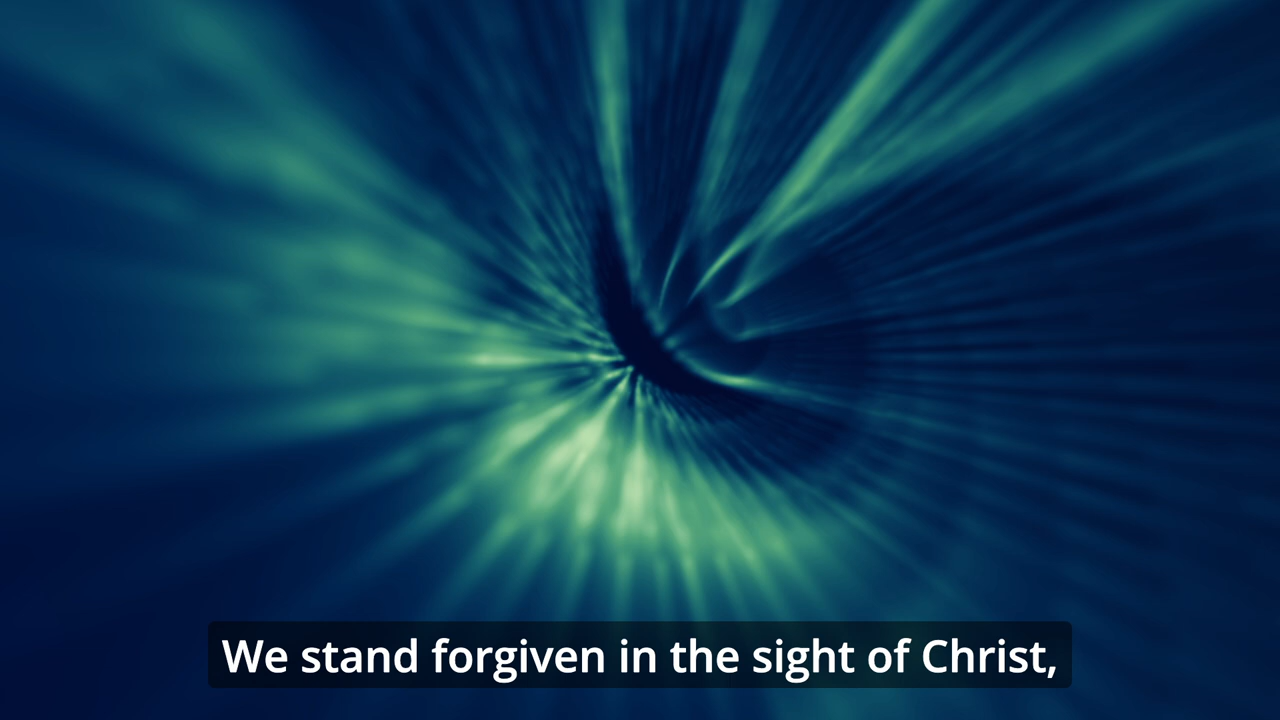 We stand forgiven in the sight of Christ,